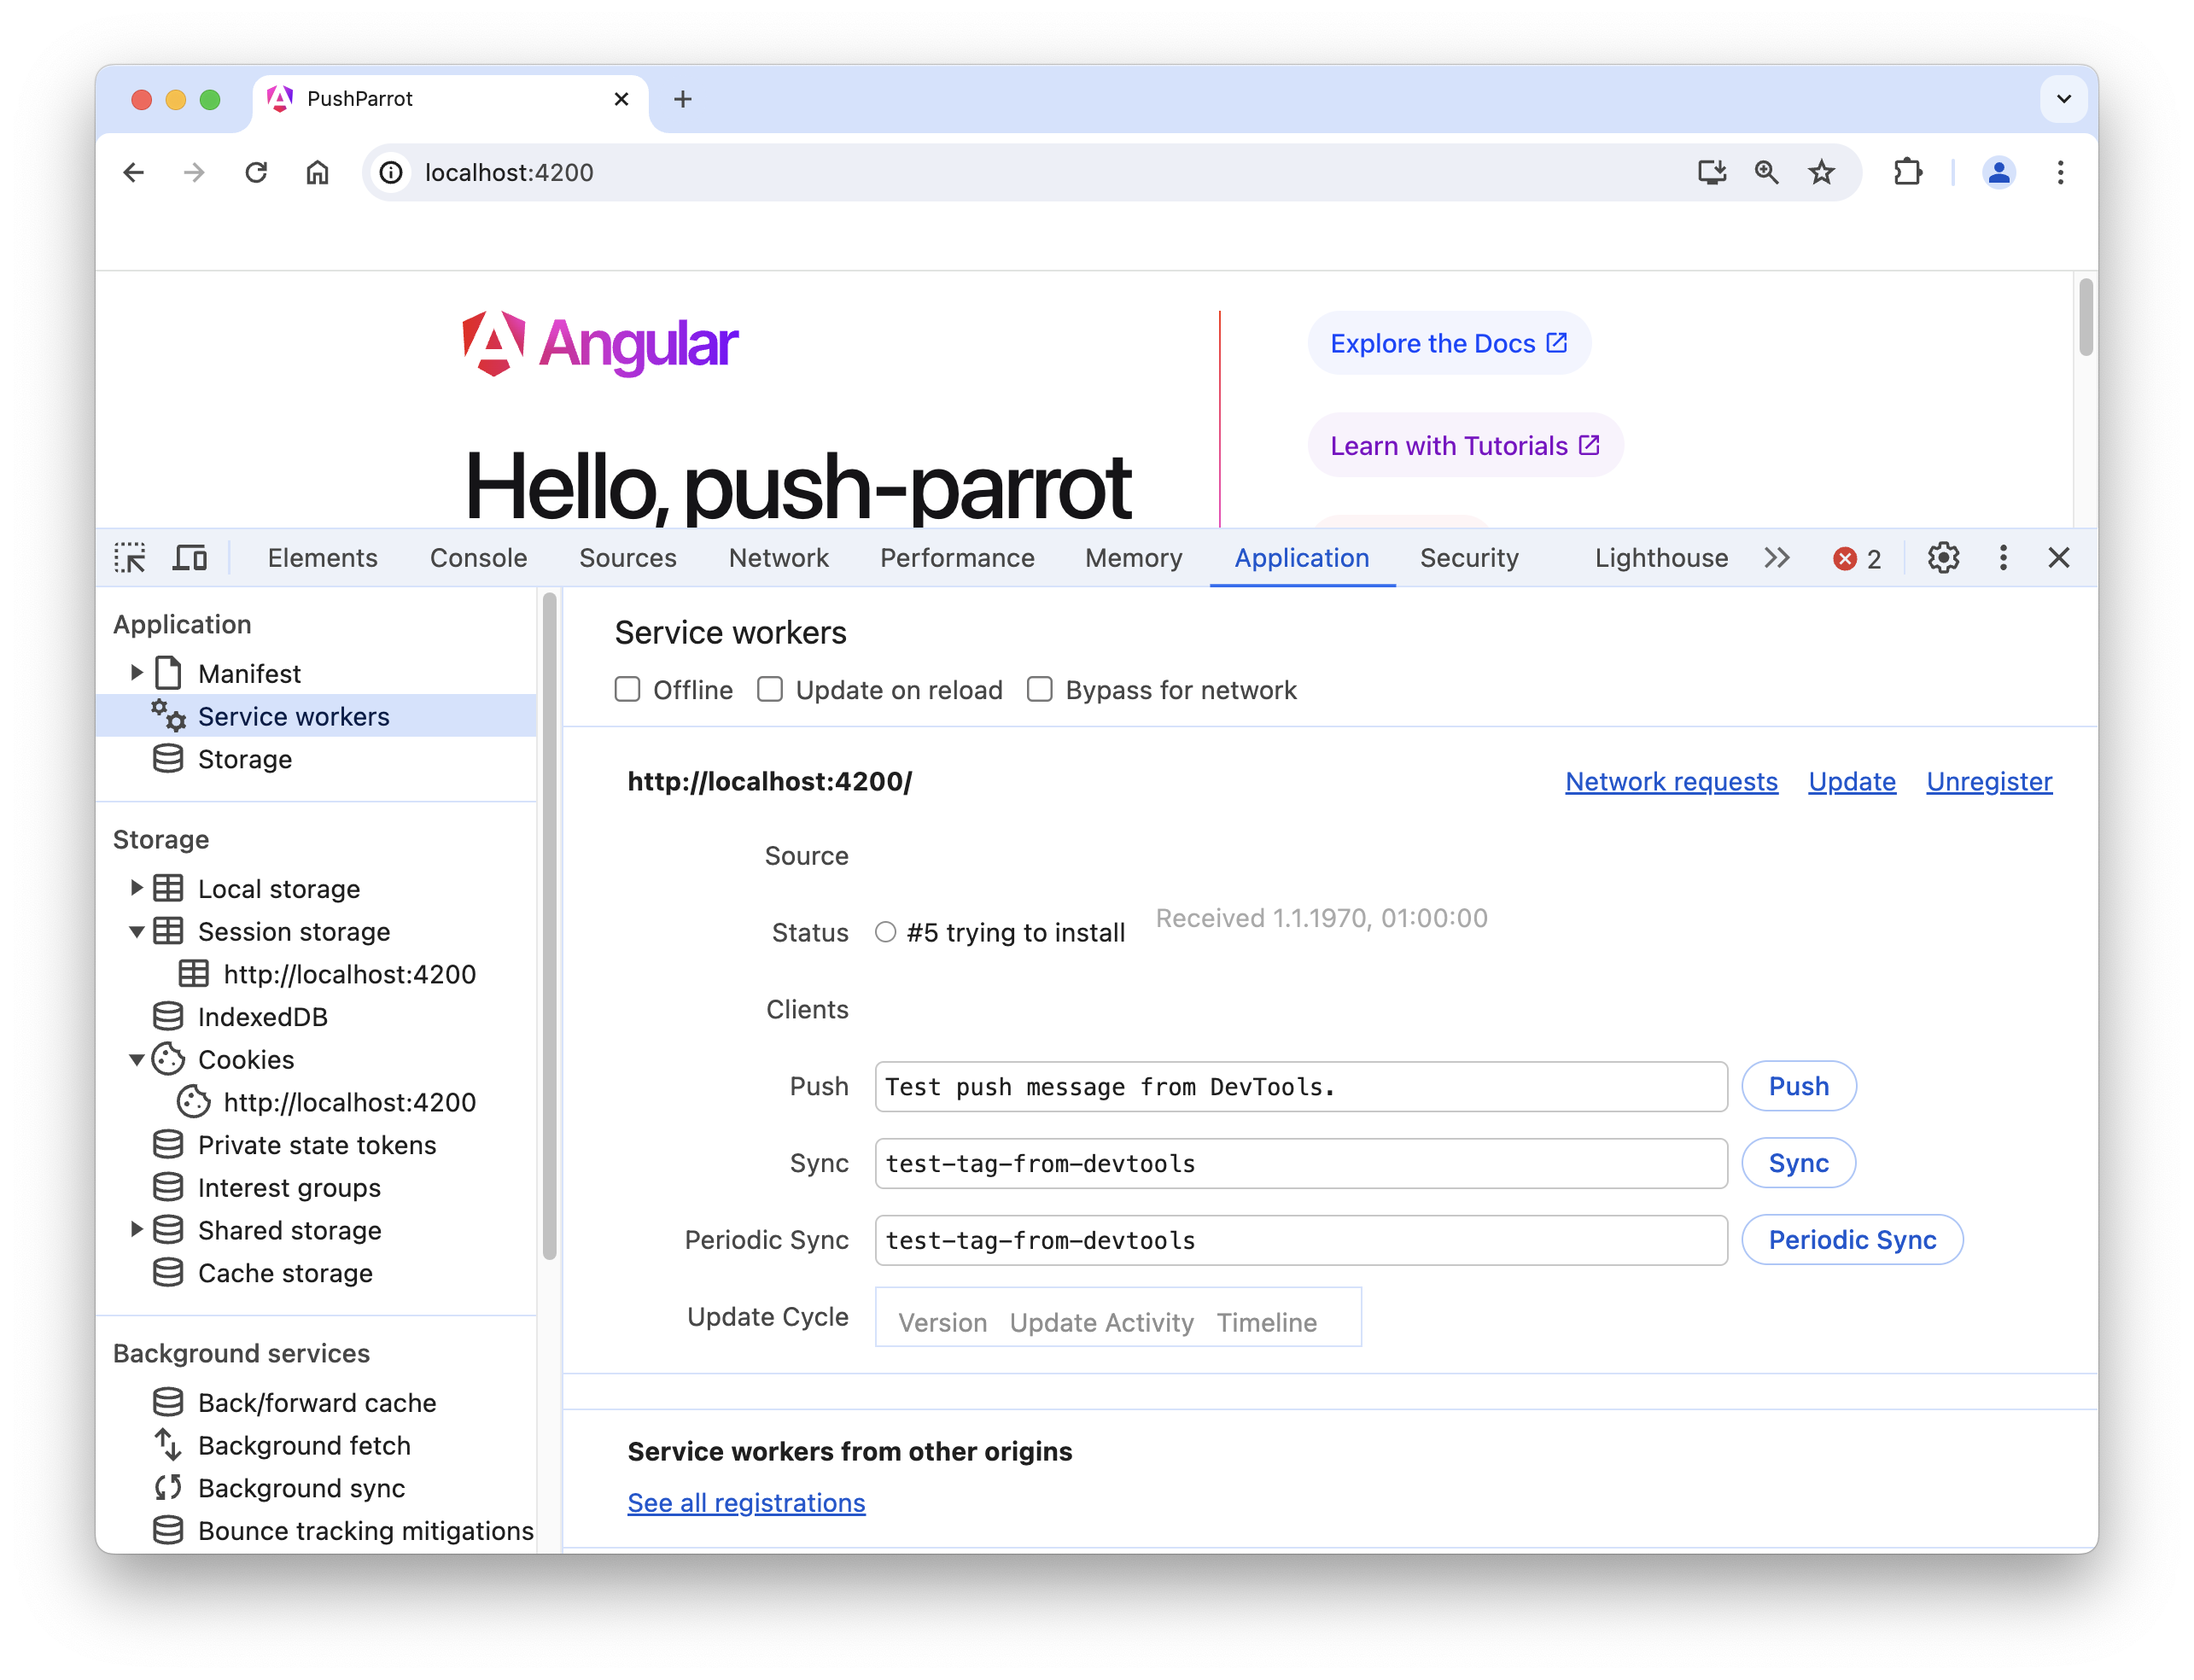 PushParrot
localhost:4200
Angular
Explore the Docs
Learn with Tutorials
Hello, push-parrot
Elements Console Sources Network Performance Memory Application Security Lighthouse 2
Application
Manifest
Service workers
Storage
Storage
Local storage
Session storage
http://localhost:4200
IndexedDB
Cookies
http://localhost:4200
Private state tokens
Interest groups
Shared storage
Cache storage
Background services
Back/forward cache
Background fetch
Background sync
Bounce tracking mitigations
Service workers
Offline Update on reload Bypass for network
http://localhost:4200/ Network requests Update Unregister
Source
Status #5 trying to install Received 1.1.1970, 01:00:00
Clients
Push Test push message from DevTools. Push
Sync test-tag-from-devtools Sync
Periodic Sync test-tag-from-devtools Periodic Sync
Update Cycle Version Update Activity Timeline
Service workers from other origins
See all registrations